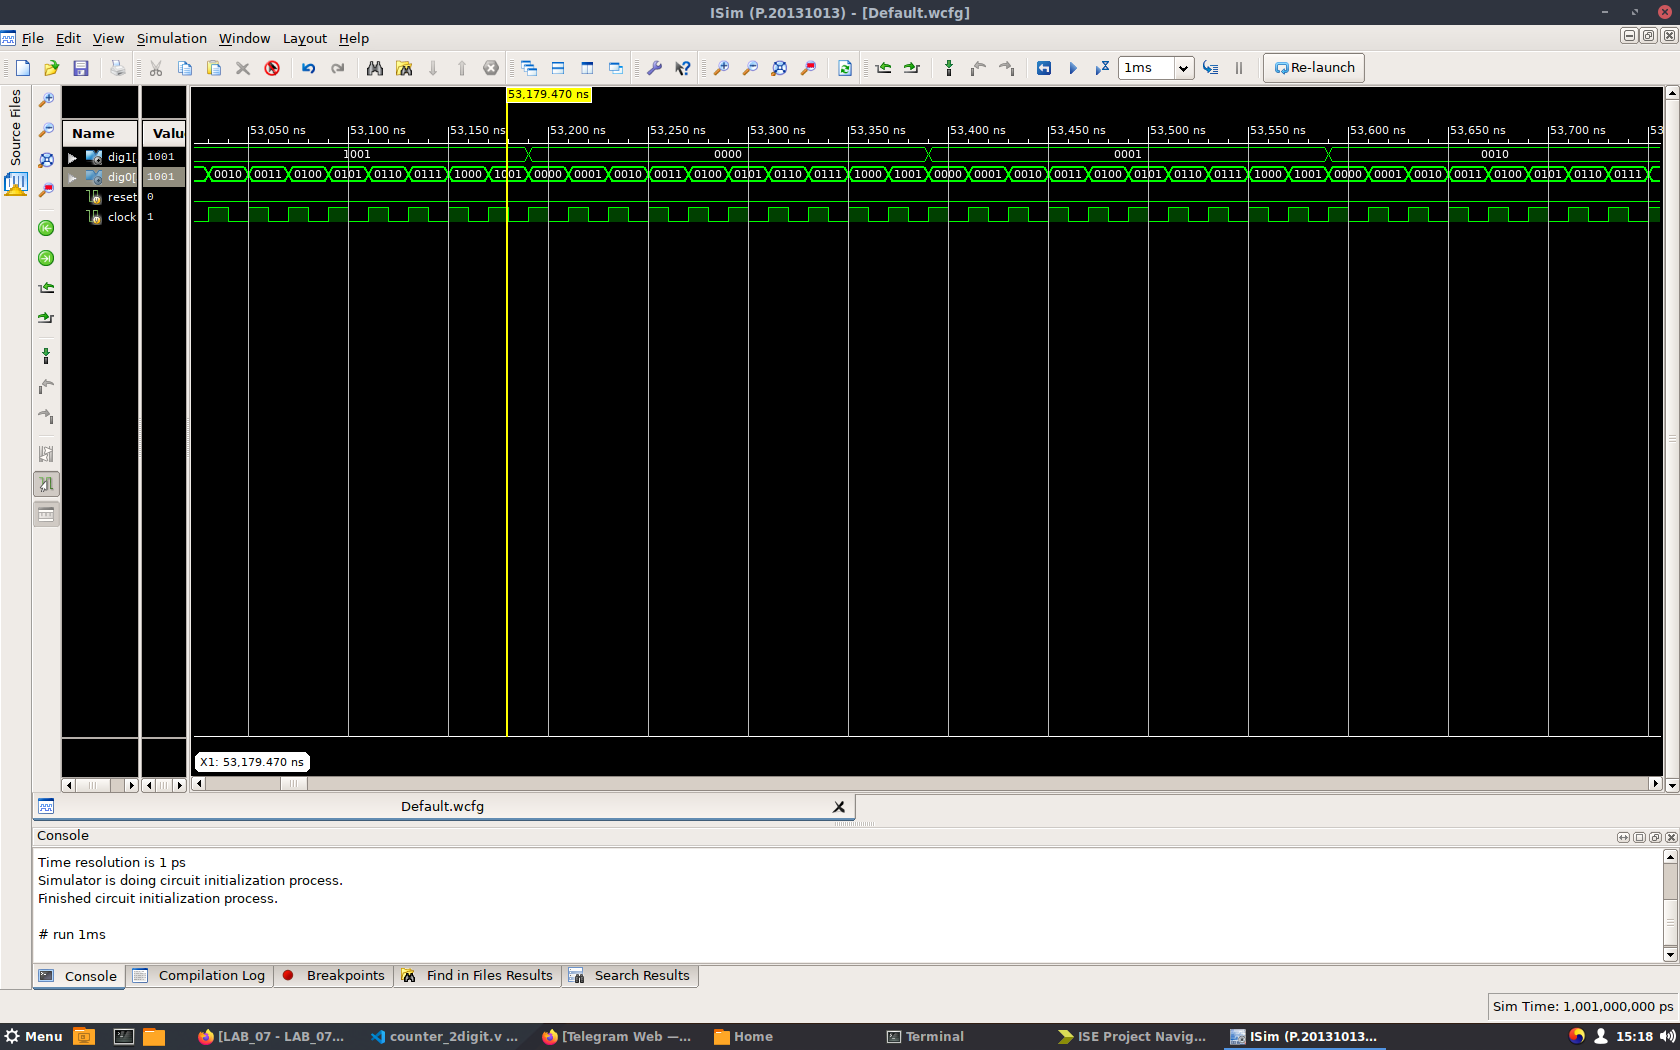 ISim (P.20131013) - [Default.wcfg]
File Edit View Simulation Window Layout Help
1ms Re-launch
Source Files
Name Valu
53,179.470 ns
53,050 ns 53,100 ns 53,150 ns 53,200 ns 53,250 ns 53,300 ns 53,350 ns 53,400 ns 53,450 ns 53,500 ns 53,550 ns 53,600 ns 53,650 ns 53,700 ns 53
dig1[ 1001 1001 0000 0001 0010
dig0[ 1001 0010 0011 0100 0101 0110 0111 1000 1001 0000 0001 0010 0011 0100 0101 0110 0111 1000 1001 0000 0001 0010 0011 0100 0101 0110 0111 1000 1001 0000 0001 0010 0011 0100 0101 0110 0111
reset 0
clock 1
X1: 53,179.470 ns
Default.wcfg
Console
Time resolution is 1 ps
Simulator is doing circuit initialization process.
Finished circuit initialization process.
# run 1ms
Console Compilation Log Breakpoints Find in Files Results Search Results
Sim Time: 1,001,000,000 ps
Menu [LAB_07 - LAB_07... counter_2digit.v ... [Telegram Web —... Home Terminal ISE Project Navig... ISim (P.20131013... 15:18